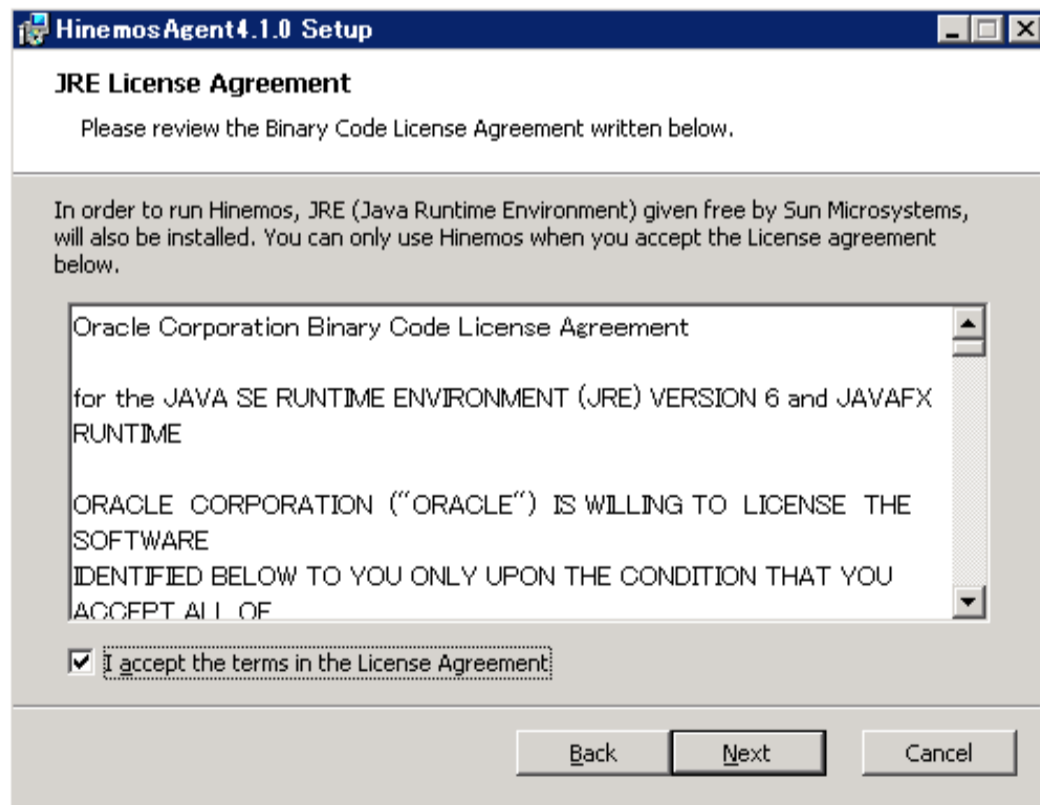 HinemosAgent4.1.0 Setup
JRE License Agreement
Please review the Binary Code License Agreement written below.
In order to run Hinemos, JRE (Java Runtime Environment) given free by Sun Microsystems,
will also be installed. You can only use Hinemos when you accept the License agreement
below.
Oracle Corporation Binary Code License Agreement
for the JAVA SE RUNTIME ENVIRONMENT (JRE) VERSION 6 and JAVAFX
RUNTIME
ORACLE CORPORATION ("ORACLE") IS WILLING TO LICENSE THE
SOFTWARE
IDENTIFIED BELOW TO YOU ONLY UPON THE CONDITION THAT YOU
ACCEPT ALL OF
I accept the terms in the License Agreement
Back Next Cancel